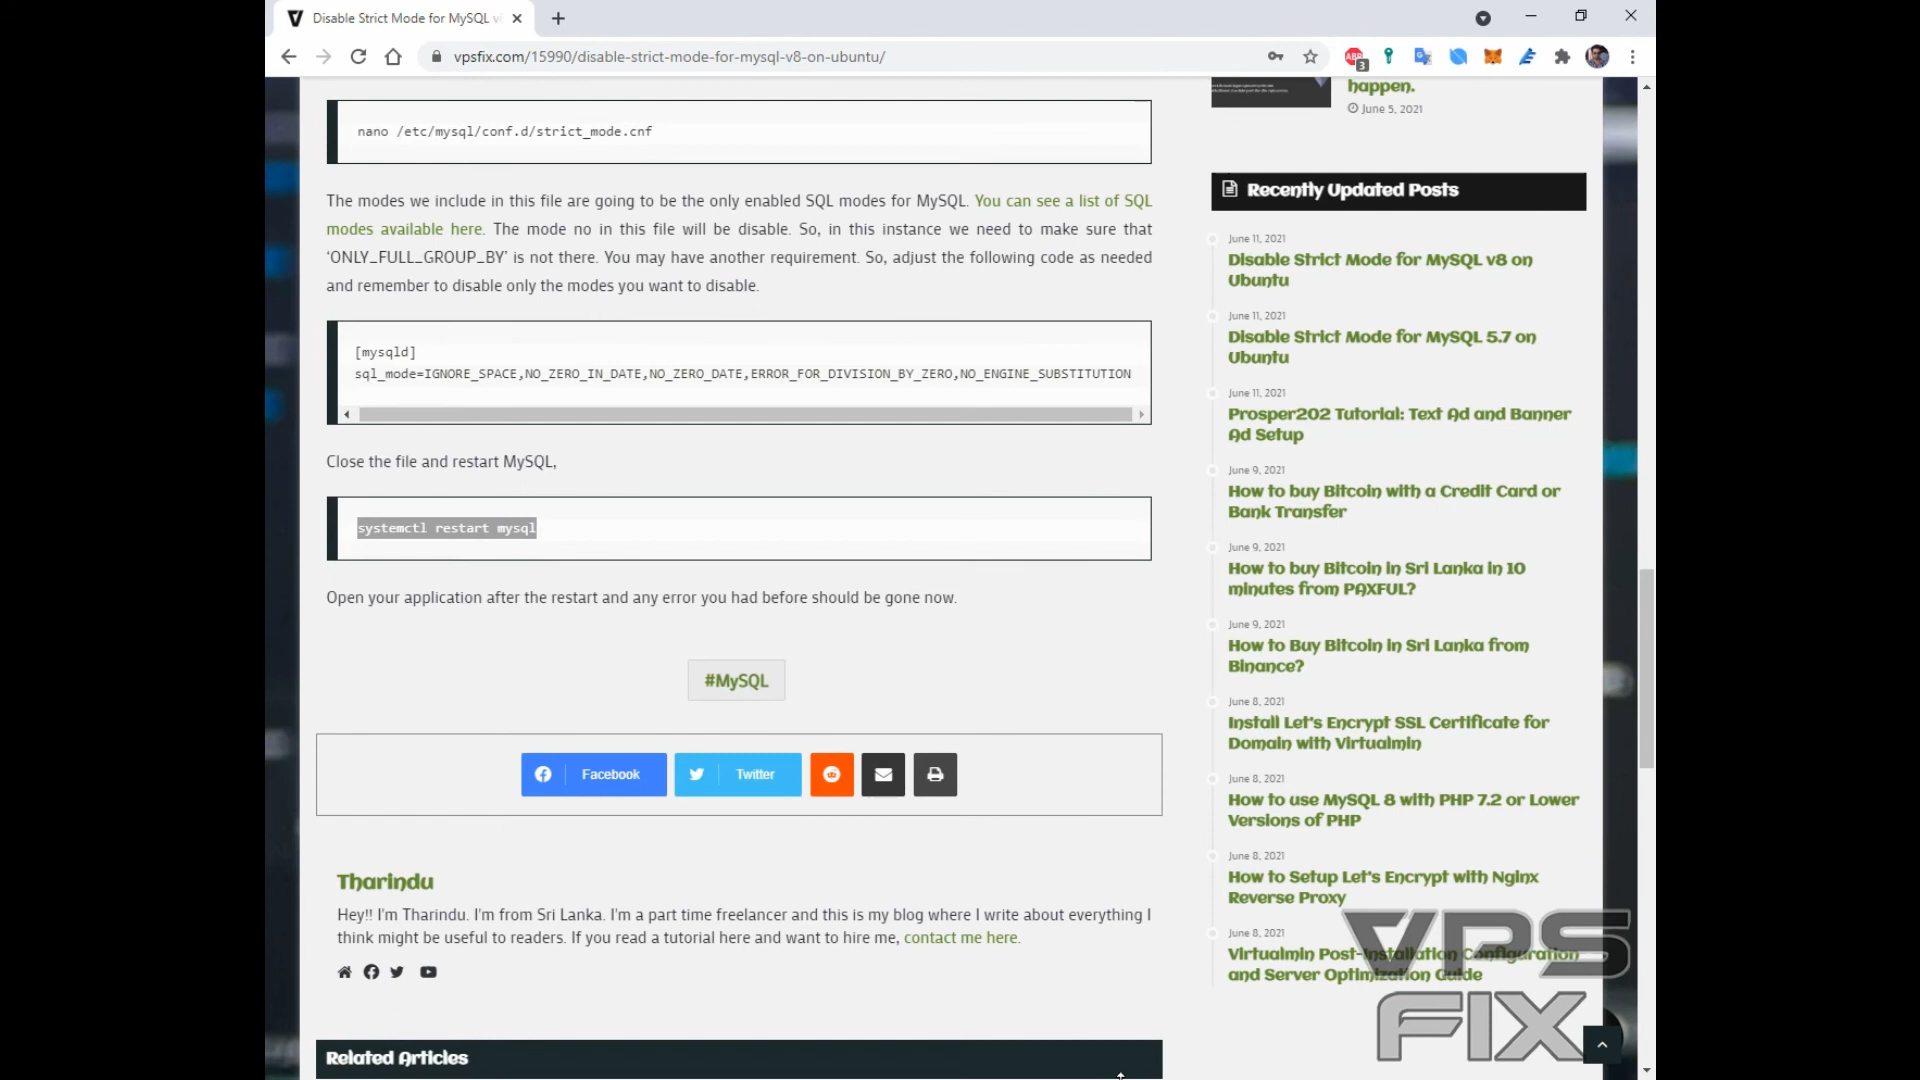 Disable Strict Mode for MySQL v
vpsfix.com/15990/disable-strict-mode-for-mysql-v8-on-ubuntu/
ABP
3
nano /etc/mysql/conf.d/strict_mode.cnf
The modes we include in this file are going to be the only enabled SQL modes for MySQL. You can see a list of SQL
modes available here. The mode no in this file will be disable. So, in this instance we need to make sure that
‘ONLY_FULL_GROUP_BY’ is not there. You may have another requirement. So, adjust the following code as needed
and remember to disable only the modes you want to disable.
[mysqld]
sql_mode=IGNORE_SPACE,NO_ZERO_IN_DATE,NO_ZERO_DATE,ERROR_FOR_DIVISION_BY_ZERO,NO_ENGINE_SUBSTITUTION
Close the file and restart MySQL,
systemctl restart mysql
Open your application after the restart and any error you had before should be gone now.
#MySQL
Facebook
Twitter
Tharindu
Hey!! I'm Tharindu. I'm from Sri Lanka. I'm a part time freelancer and this is my blog where I write about everything I
think might be useful to readers. If you read a tutorial here and want to hire me, contact me here.
Related Articles
happen.
June 5, 2021
Recently Updated Posts
June 11, 2021
Disable Strict Mode for MySQL v8 on
Ubuntu
June 11, 2021
Disable Strict Mode for MySQL 5.7 on
Ubuntu
June 11, 2021
Prosper202 Tutorial: Text Ad and Banner
Ad Setup
June 9, 2021
How to buy Bitcoin with a Credit Card or
Bank Transfer
June 9, 2021
How to buy Bitcoin in Sri Lanka in 10
minutes from PAXFUL?
June 9, 2021
How to Buy Bitcoin in Sri Lanka from
Binance?
June 8, 2021
Install Let's Encrypt SSL Certificate for
Domain with Virtualmin
June 8, 2021
How to use MySQL 8 with PHP 7.2 or Lower
Versions of PHP
June 8, 2021
How to Setup Let's Encrypt with Nginx
Reverse Proxy
June 8, 2021
Virtualmin Post-Installation Configuration
and Server Optimization Guide
VPS
FIX